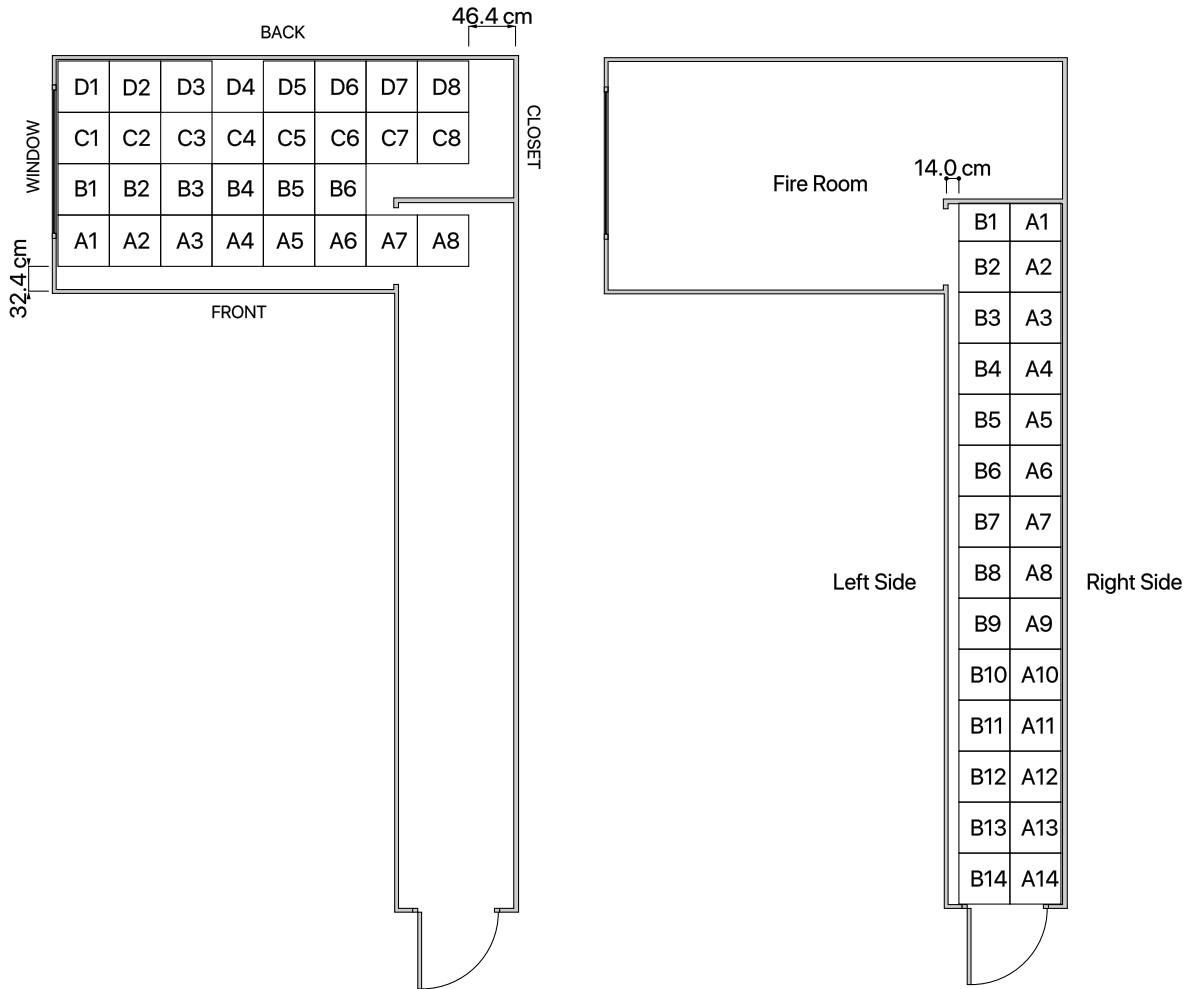 46.4 cm
BACK
D1 D2 D3 D4 D5 D6 D7 D8
C1 C2 C3 C4 C5 C6 C7 C8
B1 B2 B3 B4 B5 B6
A1 A2 A3 A4 A5 A6 A7 A8
WINDOW
CLOSET
32.4 cm
FRONT
Fire Room
14.0 cm
B1 A1
B2 A2
B3 A3
B4 A4
B5 A5
B6 A6
B7 A7
Left Side
B8 A8
Right Side
B9 A9
B10 A10
B11 A11
B12 A12
B13 A13
B14 A14